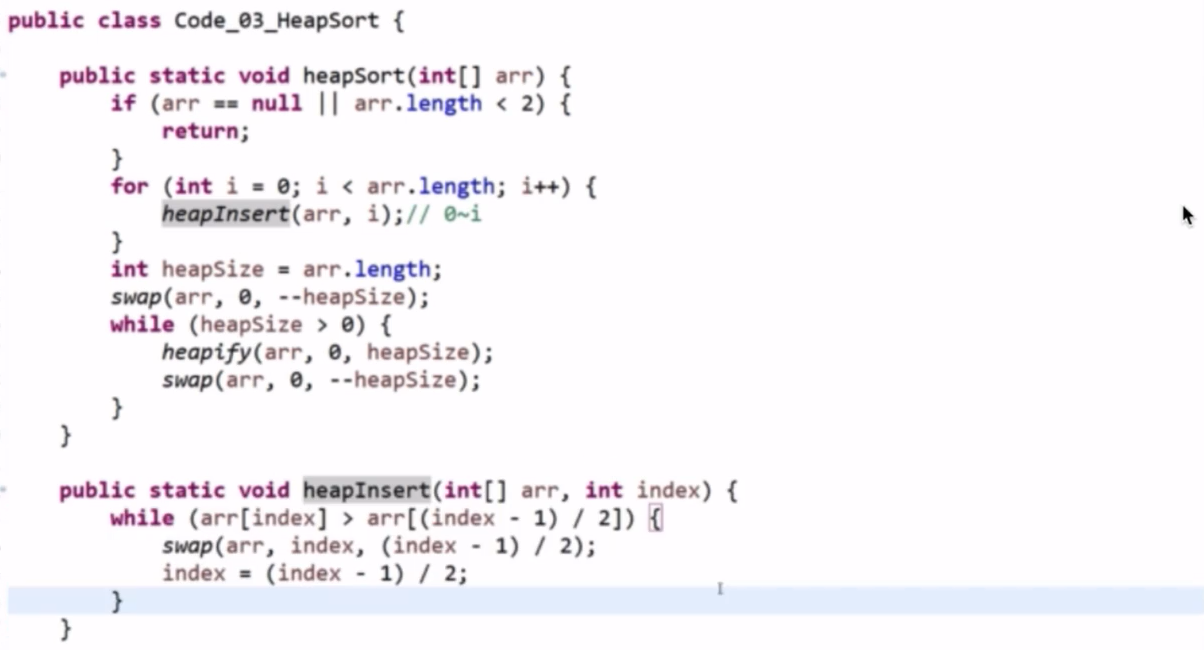 public class Code_03_HeapSort {
public static void heapSort(int[] arr) {
if (arr == null || arr.length < 2) {
return;
}
for (int i = 0; i < arr.length; i++) {
heapInsert(arr, i);// 0~i
}
int heapSize = arr.length;
swap(arr, 0, --heapSize);
while (heapSize > 0) {
heapify(arr, 0, heapSize);
swap(arr, 0, --heapSize);
}
}
public static void heapInsert(int[] arr, int index) {
while (arr[index] > arr[(index - 1) / 2]) {
swap(arr, index, (index - 1) / 2);
index = (index - 1) / 2;
}
}